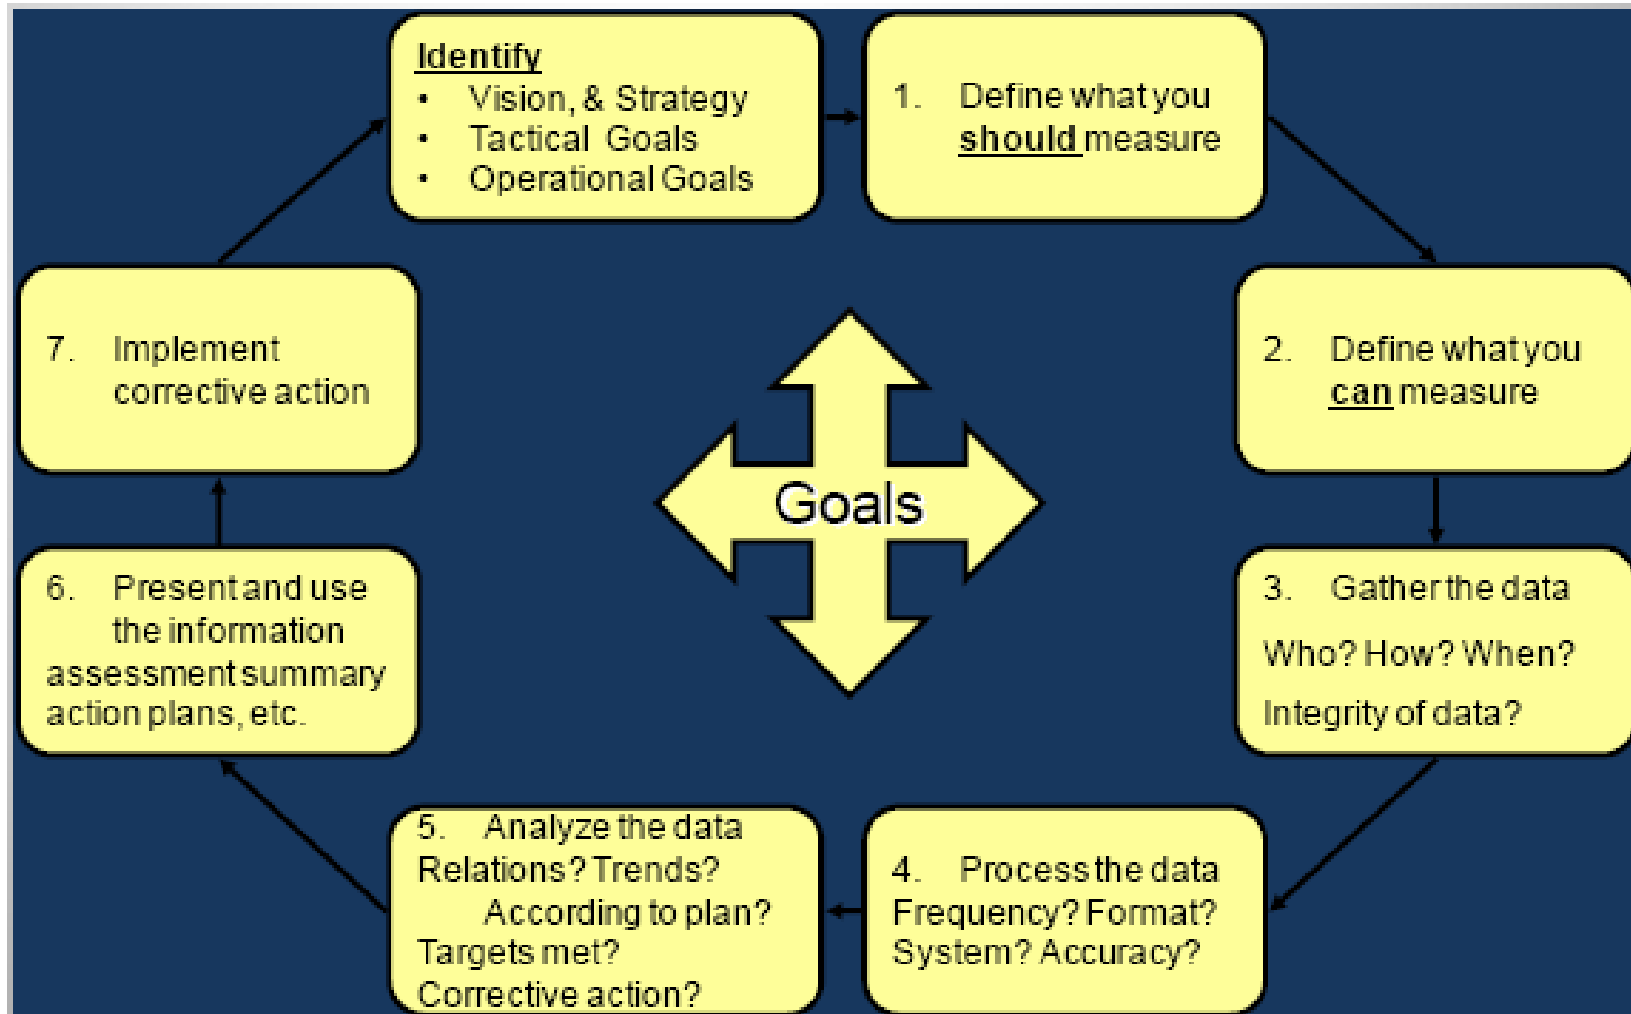 Identify
• Vision, & Strategy
• Tactical Goals
• Operational Goals
1. Define what you
should measure
2. Define what you
can measure
3. Gather the data
Who? How? When?
Integrity of data?
4. Process the data
Frequency? Format?
System? Accuracy?
5. Analyze the data
Relations? Trends?
According to plan?
Targets met?
Corrective action?
6. Present and use
the information
assessment summary
action plans, etc.
7. Implement
corrective action
Goals